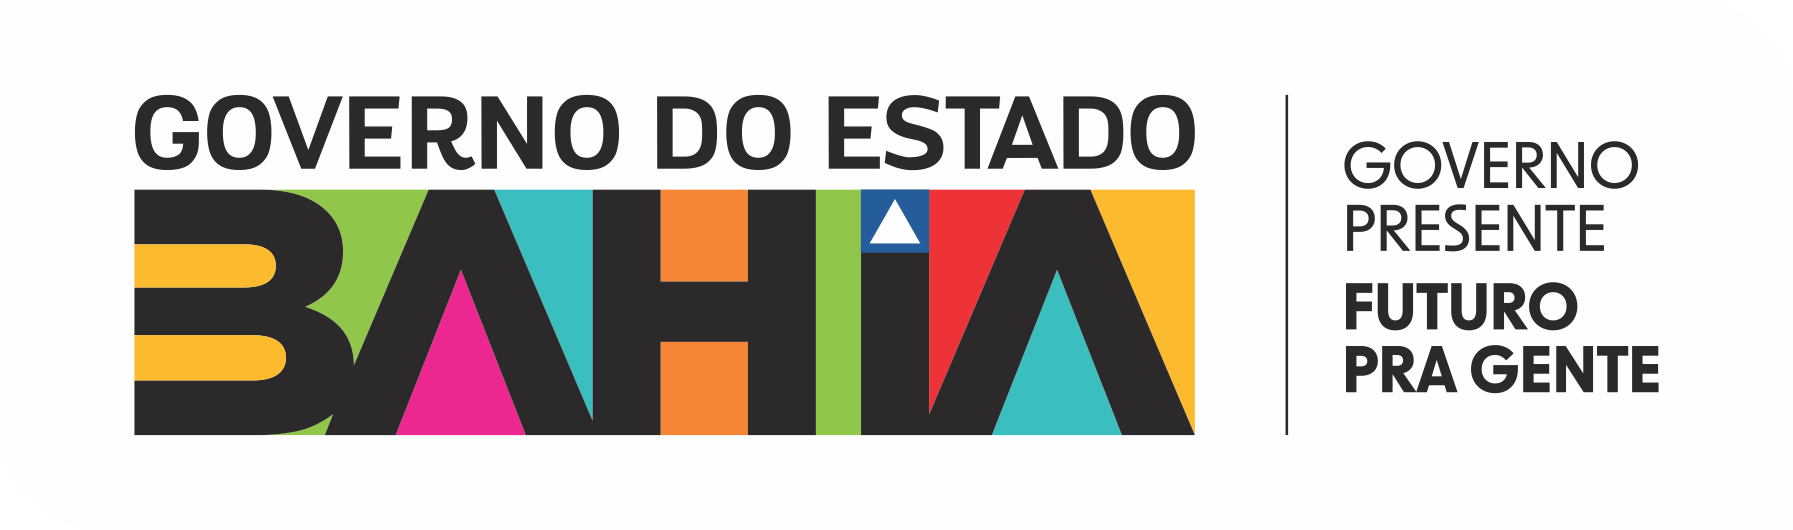 GOVERNO DO ESTADO
BAHiA
GOVERNO
PRESENTE
FUTURO
PRA GENTE